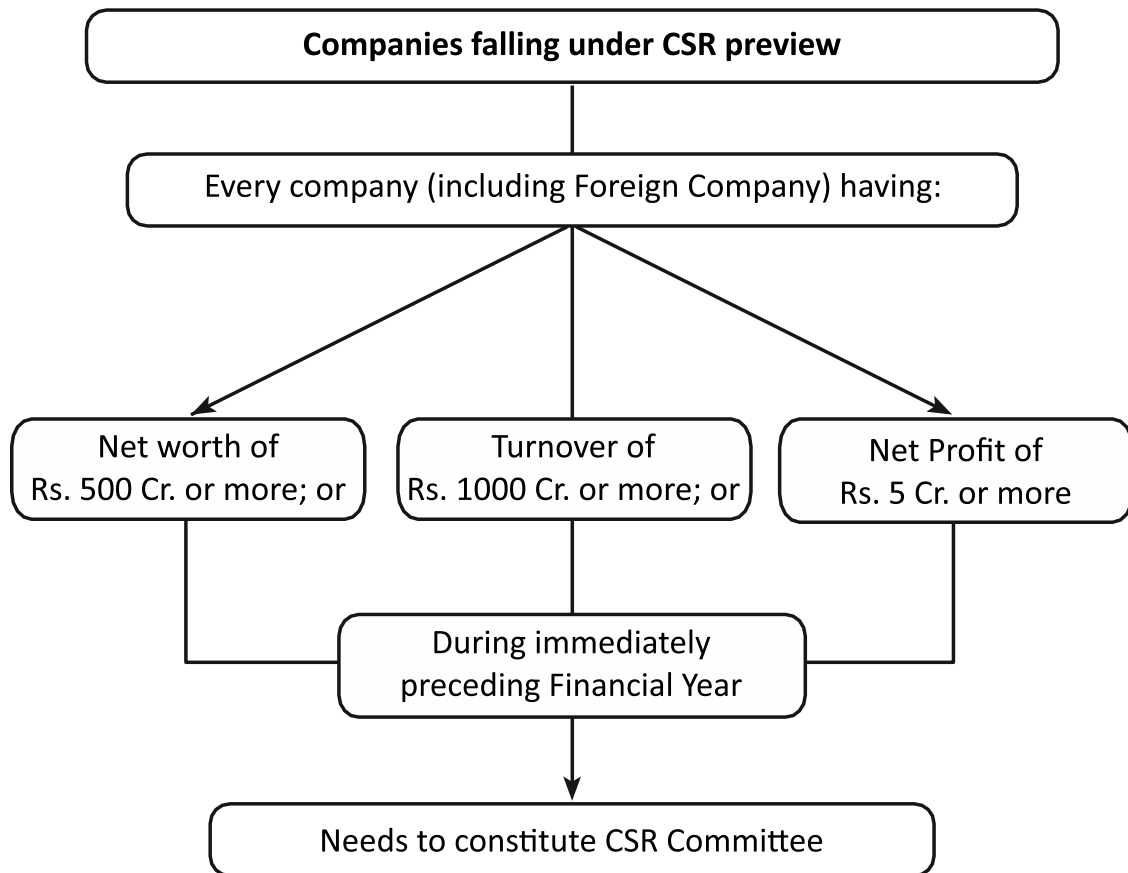 Companies falling under CSR preview
Every company (including Foreign Company) having:
Net worth of
Rs. 500 Cr. or more; or
Turnover of
Rs. 1000 Cr. or more; or
Net Profit of
Rs. 5 Cr. or more
During immediately
preceding Financial Year
Needs to constitute CSR Committee